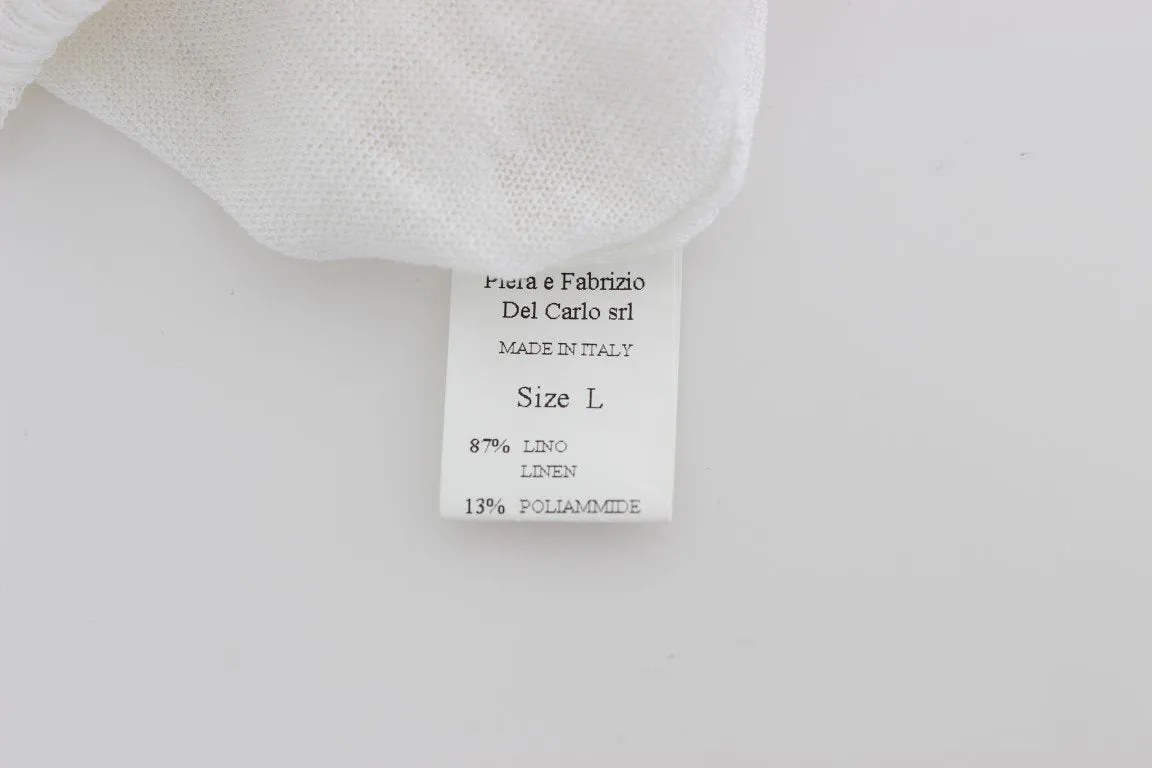 Piera e Fabrizio
Del Carlo srl
MADE IN ITALY
Size L
87% LINO
LINEN
13% POLIAMMIDE